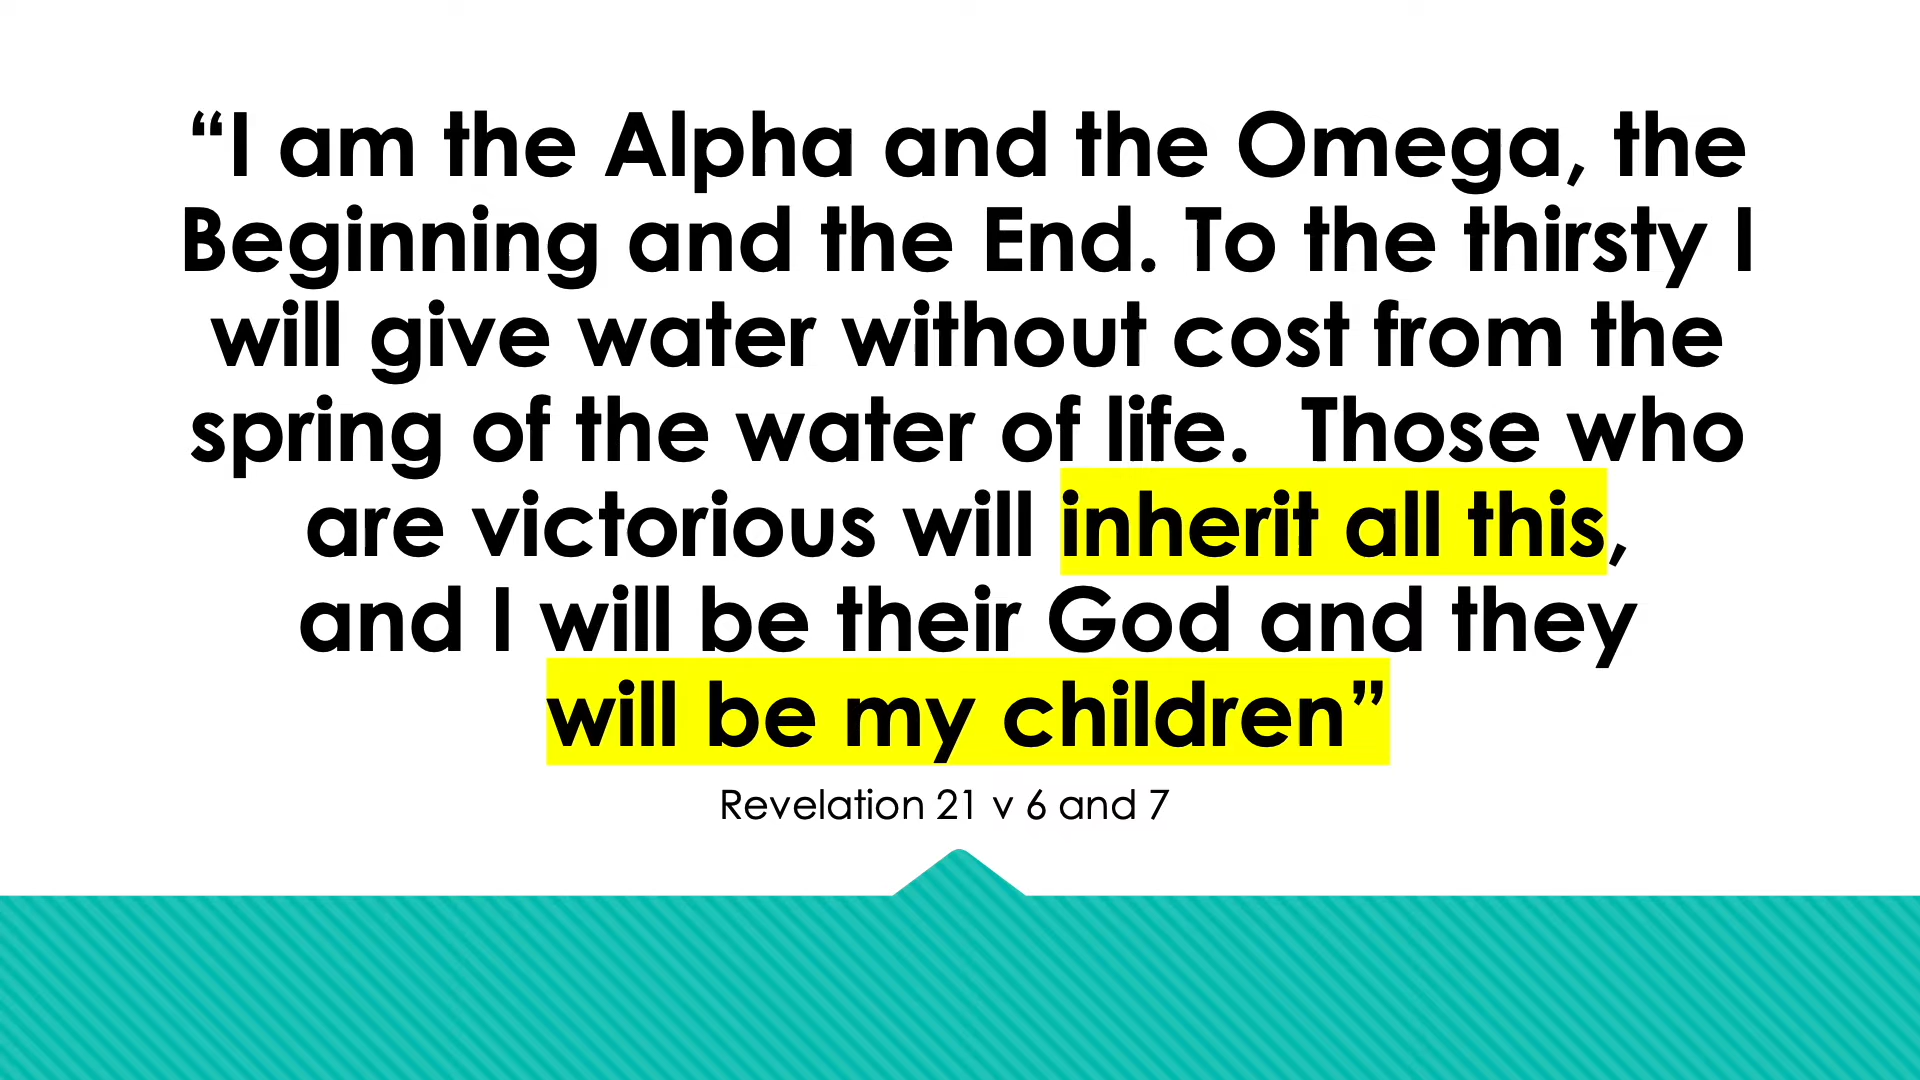 “I am the Alpha and the Omega, the
Beginning and the End. To the thirsty I
will give water without cost from the
spring of the water of life.  Those who
are victorious will inherit all this,
and I will be their God and they
will be my children”
Revelation 21 v 6 and 7